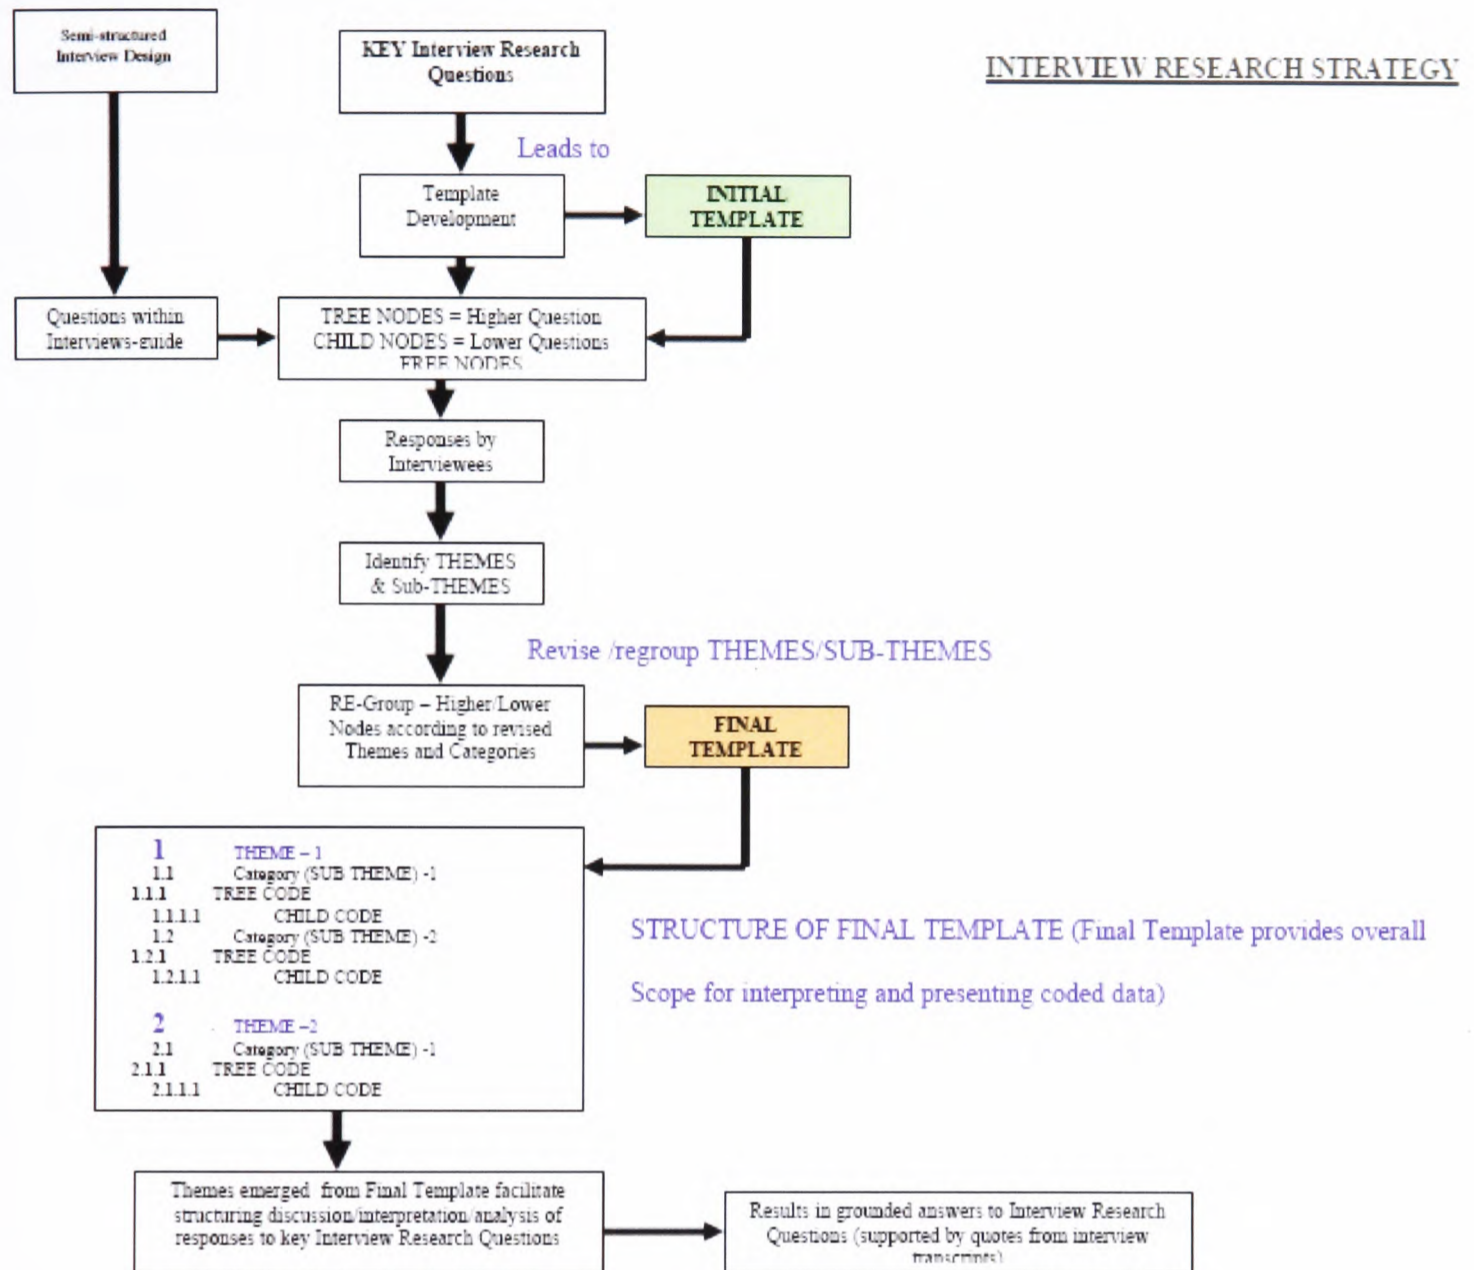 Semi-structured
Interview Design
KEY Interview Research
Questions
INTERVIEW RESEARCH STRATEGY
Leads to
Template
Development
INITIAL
TEMPLATE
Questions within
Interviews-guide
TREE NODES = Higher Question
CHILD NODES = Lower Questions
FREE NODES
Responses by
Interviewees
Identify THEMES
& Sub-THEMES
Revise /regroup THEMES/SUB-THEMES
RE-Group – Higher/Lower
Nodes according to revised
Themes and Categories
FINAL
TEMPLATE
1 THEME – 1
1.1 Category (SUB THEME) -1
1.1.1 TREE CODE
1.1.1.1 CHILD CODE
1.2 Category (SUB THEME) -2
1.2.1 TREE CODE
1.2.1.1 CHILD CODE
2 THEME –2
2.1 Category (SUB THEME) -1
2.1.1 TREE CODE
2.1.1.1 CHILD CODE
STRUCTURE OF FINAL TEMPLATE (Final Template provides overall
Scope for interpreting and presenting coded data)
Themes emerged from Final Template facilitate
structuring discussion/interpretation/analysis of
responses to key Interview Research Questions
Results in grounded answers to Interview Research
Questions (supported by quotes from interview
transcripts)